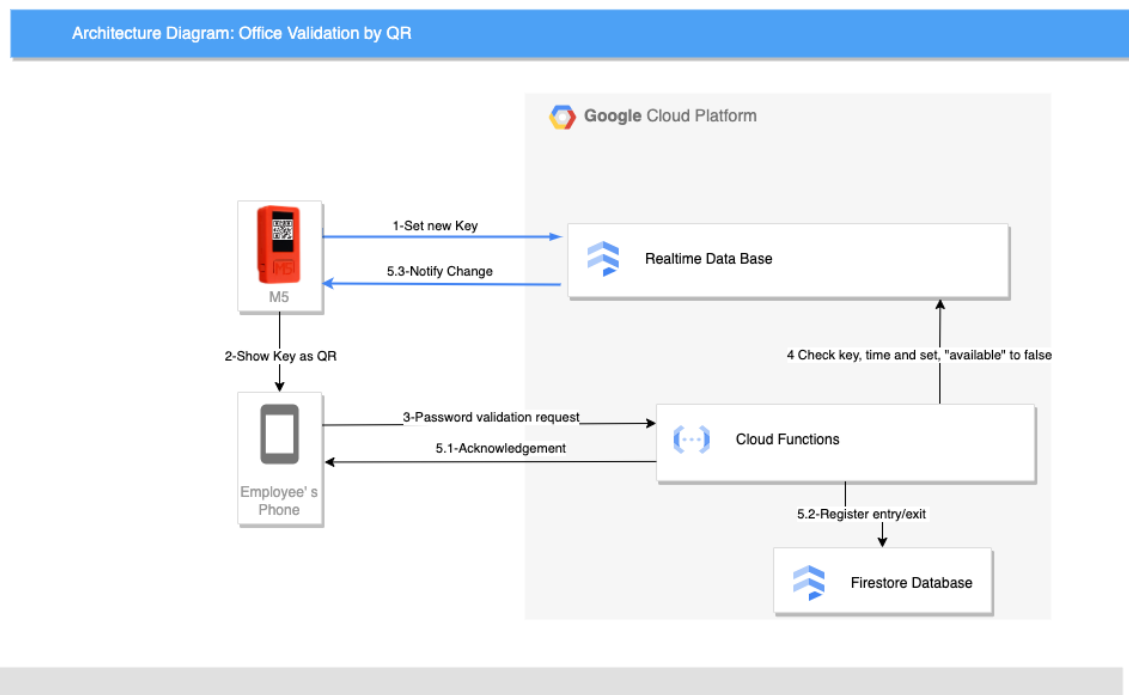 Architecture Diagram: Office Validation by QR
Google Cloud Platform
1-Set new Key
Realtime Data Base
5.3-Notify Change
M5
M5
2-Show Key as QR
4 Check key, time and set, "available" to false
3-Password validation request
Cloud Functions
5.1-Acknowledgement
Employee' s
Phone
5.2-Register entry/exit
Firestore Database